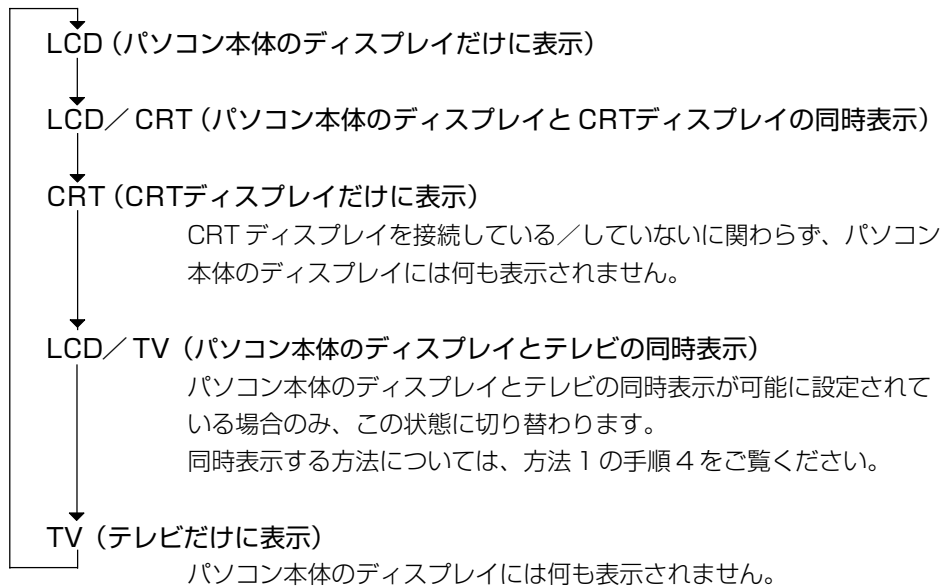 LCD（パソコン本体のディスプレイだけに表示）
LCD／CRT（パソコン本体のディスプレイとCRTディスプレイの同時表示）
CRT（CRTディスプレイだけに表示）
CRTディスプレイを接続している／していないに関わらず、パソコン
本体のディスプレイには何も表示されません。
LCD／TV（パソコン本体のディスプレイとテレビの同時表示）
パソコン本体のディスプレイとテレビの同時表示が可能に設定されて
いる場合のみ、この状態に切り替わります。
同時表示する方法については、方法1の手順4をご覧ください。
TV（テレビだけに表示）
パソコン本体のディスプレイには何も表示されません。